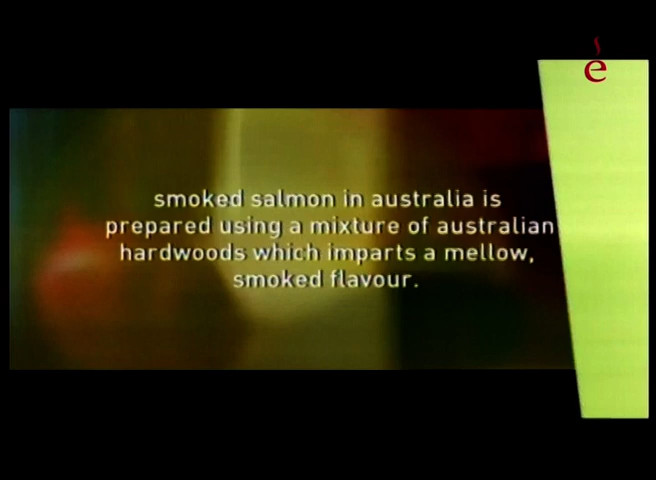 é
smoked salmon in australia is
prepared using a mixture of australian
hardwoods which imparts a mellow,
smoked flavour.